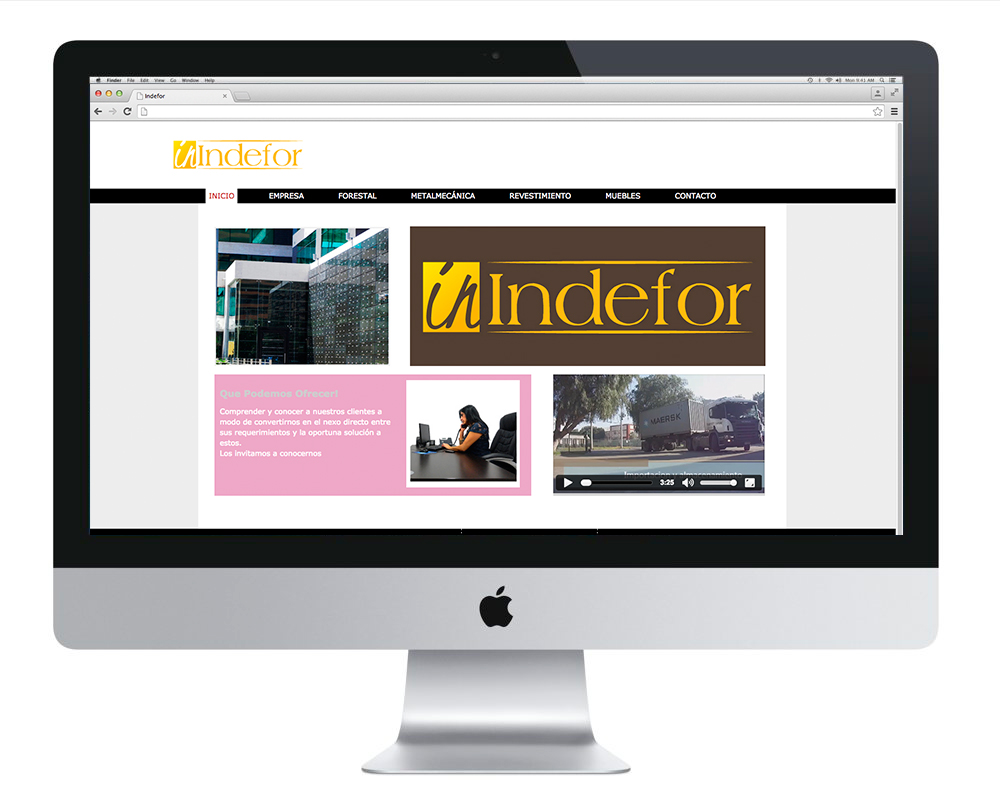 Finder File Edit View Go Window Help
Mon 9:41 AM
Indefor
in Indefor
INICIO EMPRESA FORESTAL METALMECÁNICA REVESTIMIENTO MUEBLES CONTACTO
in Indefor
Que Podemos Ofrecer!
Comprender y conocer a nuestros clientes a
modo de convertirnos en el nexo directo entre
sus requerimientos y la oportuna solución a
estos.
Los invitamos a conocernos
MAERSK
Importacion y almacenamiento
3:25